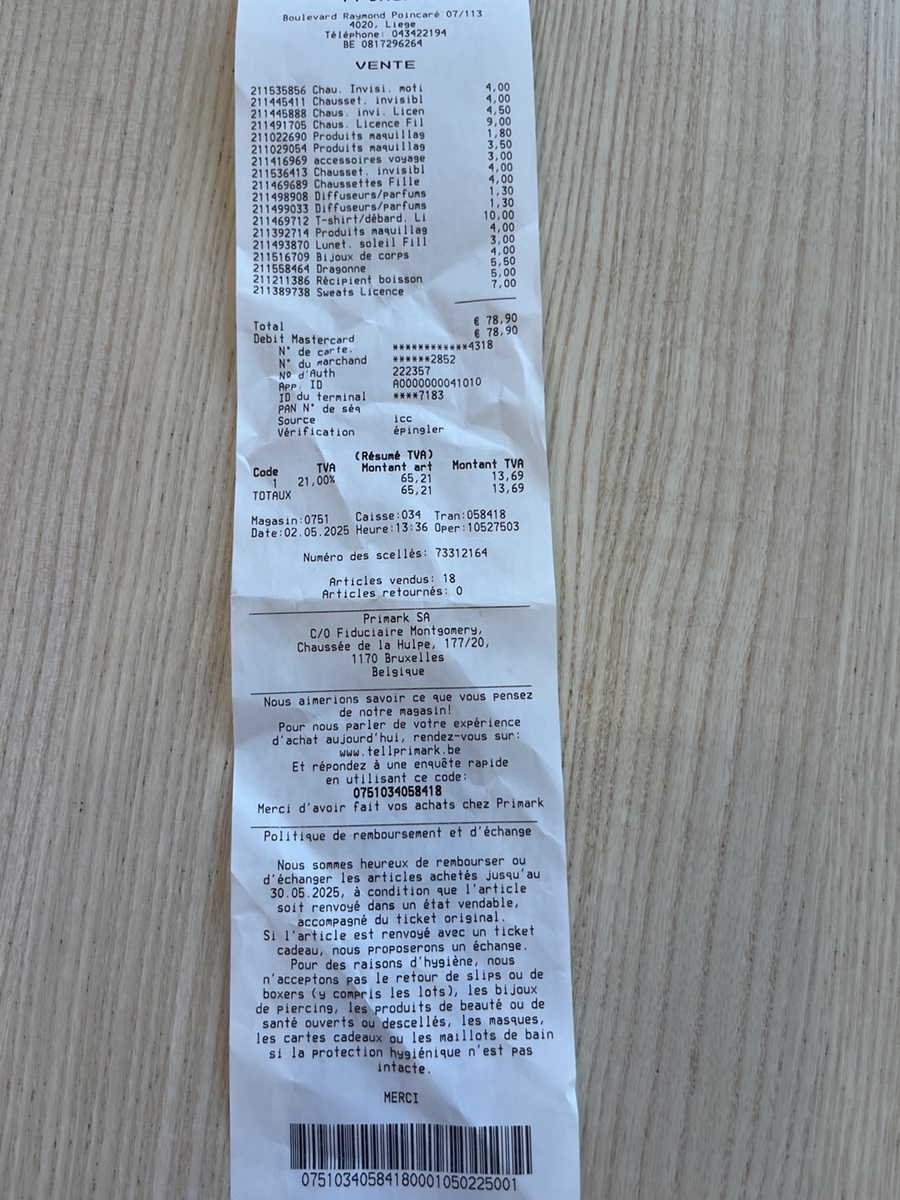 Boulevard Raymond Poincaré 07/113
4020, Liege
Téléphone: 043422194
BE 0817296264
VENTE
211535856 Chau. Invisi. moti 4,00
211445411 Chausset. invisibl 4,00
211445888 Chaus. invi. Licen 4,50
211491705 Chaus. Licence Fil 9,00
211022690 Produits maquillag 1,80
211029054 Produits maquillag 3,50
211416969 accessoires voyage 3,00
211536413 Chausset. invisibl 4,00
211469689 Chaussettes Fille 4,00
211498908 Diffuseurs/parfums 1,30
211499033 Diffuseurs/parfums 1,30
211469712 T-shirt/débard. Li 10,00
211392714 Produits maquillag 4,00
211493870 Lunet. soleil Fill 3,00
211516709 Bijoux de corps 4,00
211558464 Dragonne 5,50
211211386 Récipient boisson 5,00
211389738 Sweats Licence 7,00
Total € 78,90
Debit Mastercard € 78,90
N° de carte. ************4318
N° du marchand ******2852
Nº d'Auth 222357
App. ID A0000000041010
ID du terminal ****7183
PAN N° de séq
Source icc
Vérification épingler
(Résumé TVA)
Code TVA Montant art Montant TVA
1 21,00% 65,21 13,69
TOTAUX 65,21 13,69
Magasin:0751 Caisse:034 Tran:058418
Date:02.05.2025 Heure:13:36 Oper:10527503
Numéro des scellés: 73312164
Articles vendus: 18
Articles retournés: 0
Primark SA
C/O Fiduciaire Montgomery,
Chaussée de la Hulpe, 177/20,
1170 Bruxelles
Belgique
Nous aimerions savoir ce que vous pensez
de notre magasin!
Pour nous parler de votre expérience
d'achat aujourd'hui, rendez-vous sur:
www.tellprimark.be
Et répondez à une enquête rapide
en utilisant ce code:
0751034058418
Merci d'avoir fait vos achats chez Primark
Politique de remboursement et d'échange
Nous sommes heureux de rembourser ou
d'échanger les articles achetés jusqu'au
30.05.2025, à condition que l'article
soit renvoyé dans un état vendable,
accompagné du ticket original.
Si l'article est renvoyé avec un ticket
cadeau, nous proposerons un échange.
Pour des raisons d'hygiène, nous
n'acceptons pas le retour de slips ou de
boxers (y compris les lots), les bijoux
de piercing, les produits de beauté ou de
santé ouverts ou descellés, les masques,
les cartes cadeaux ou les maillots de bain
si la protection hygiénique n'est pas
intacte.
MERCI
07510340584180001050225001